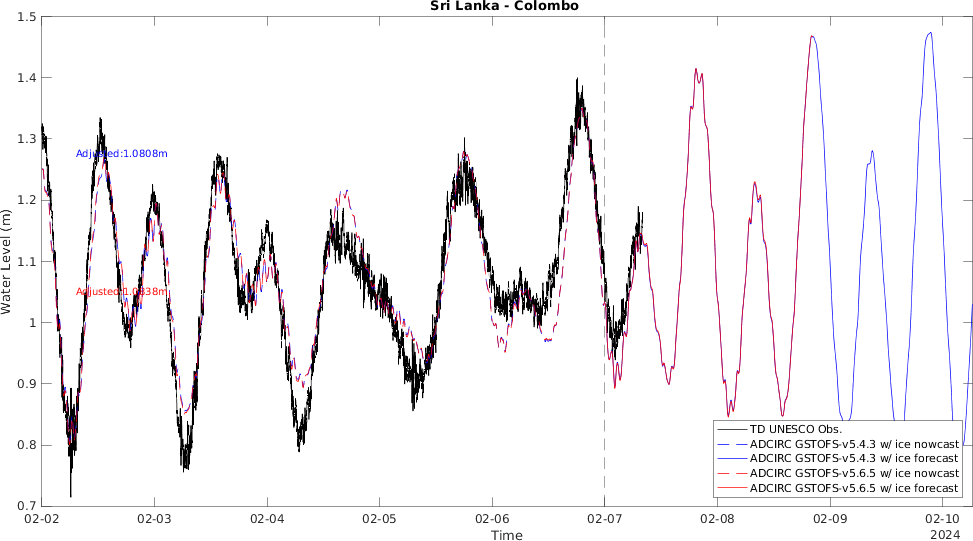 Sri Lanka - Colombo
Water Level (m)
1.5
1.4
1.3
1.2
1.1
1
0.9
0.8
0.7
Adjusted:1.0808m
Adjusted:1.0838m
TD UNESCO Obs.
ADCIRC GSTOFS-v5.4.3 w/ ice nowcast
ADCIRC GSTOFS-v5.4.3 w/ ice forecast
ADCIRC GSTOFS-v5.6.5 w/ ice nowcast
ADCIRC GSTOFS-v5.6.5 w/ ice forecast
02-02 02-03 02-04 02-05 02-06 02-07 02-08 02-09 02-10
Time
2024